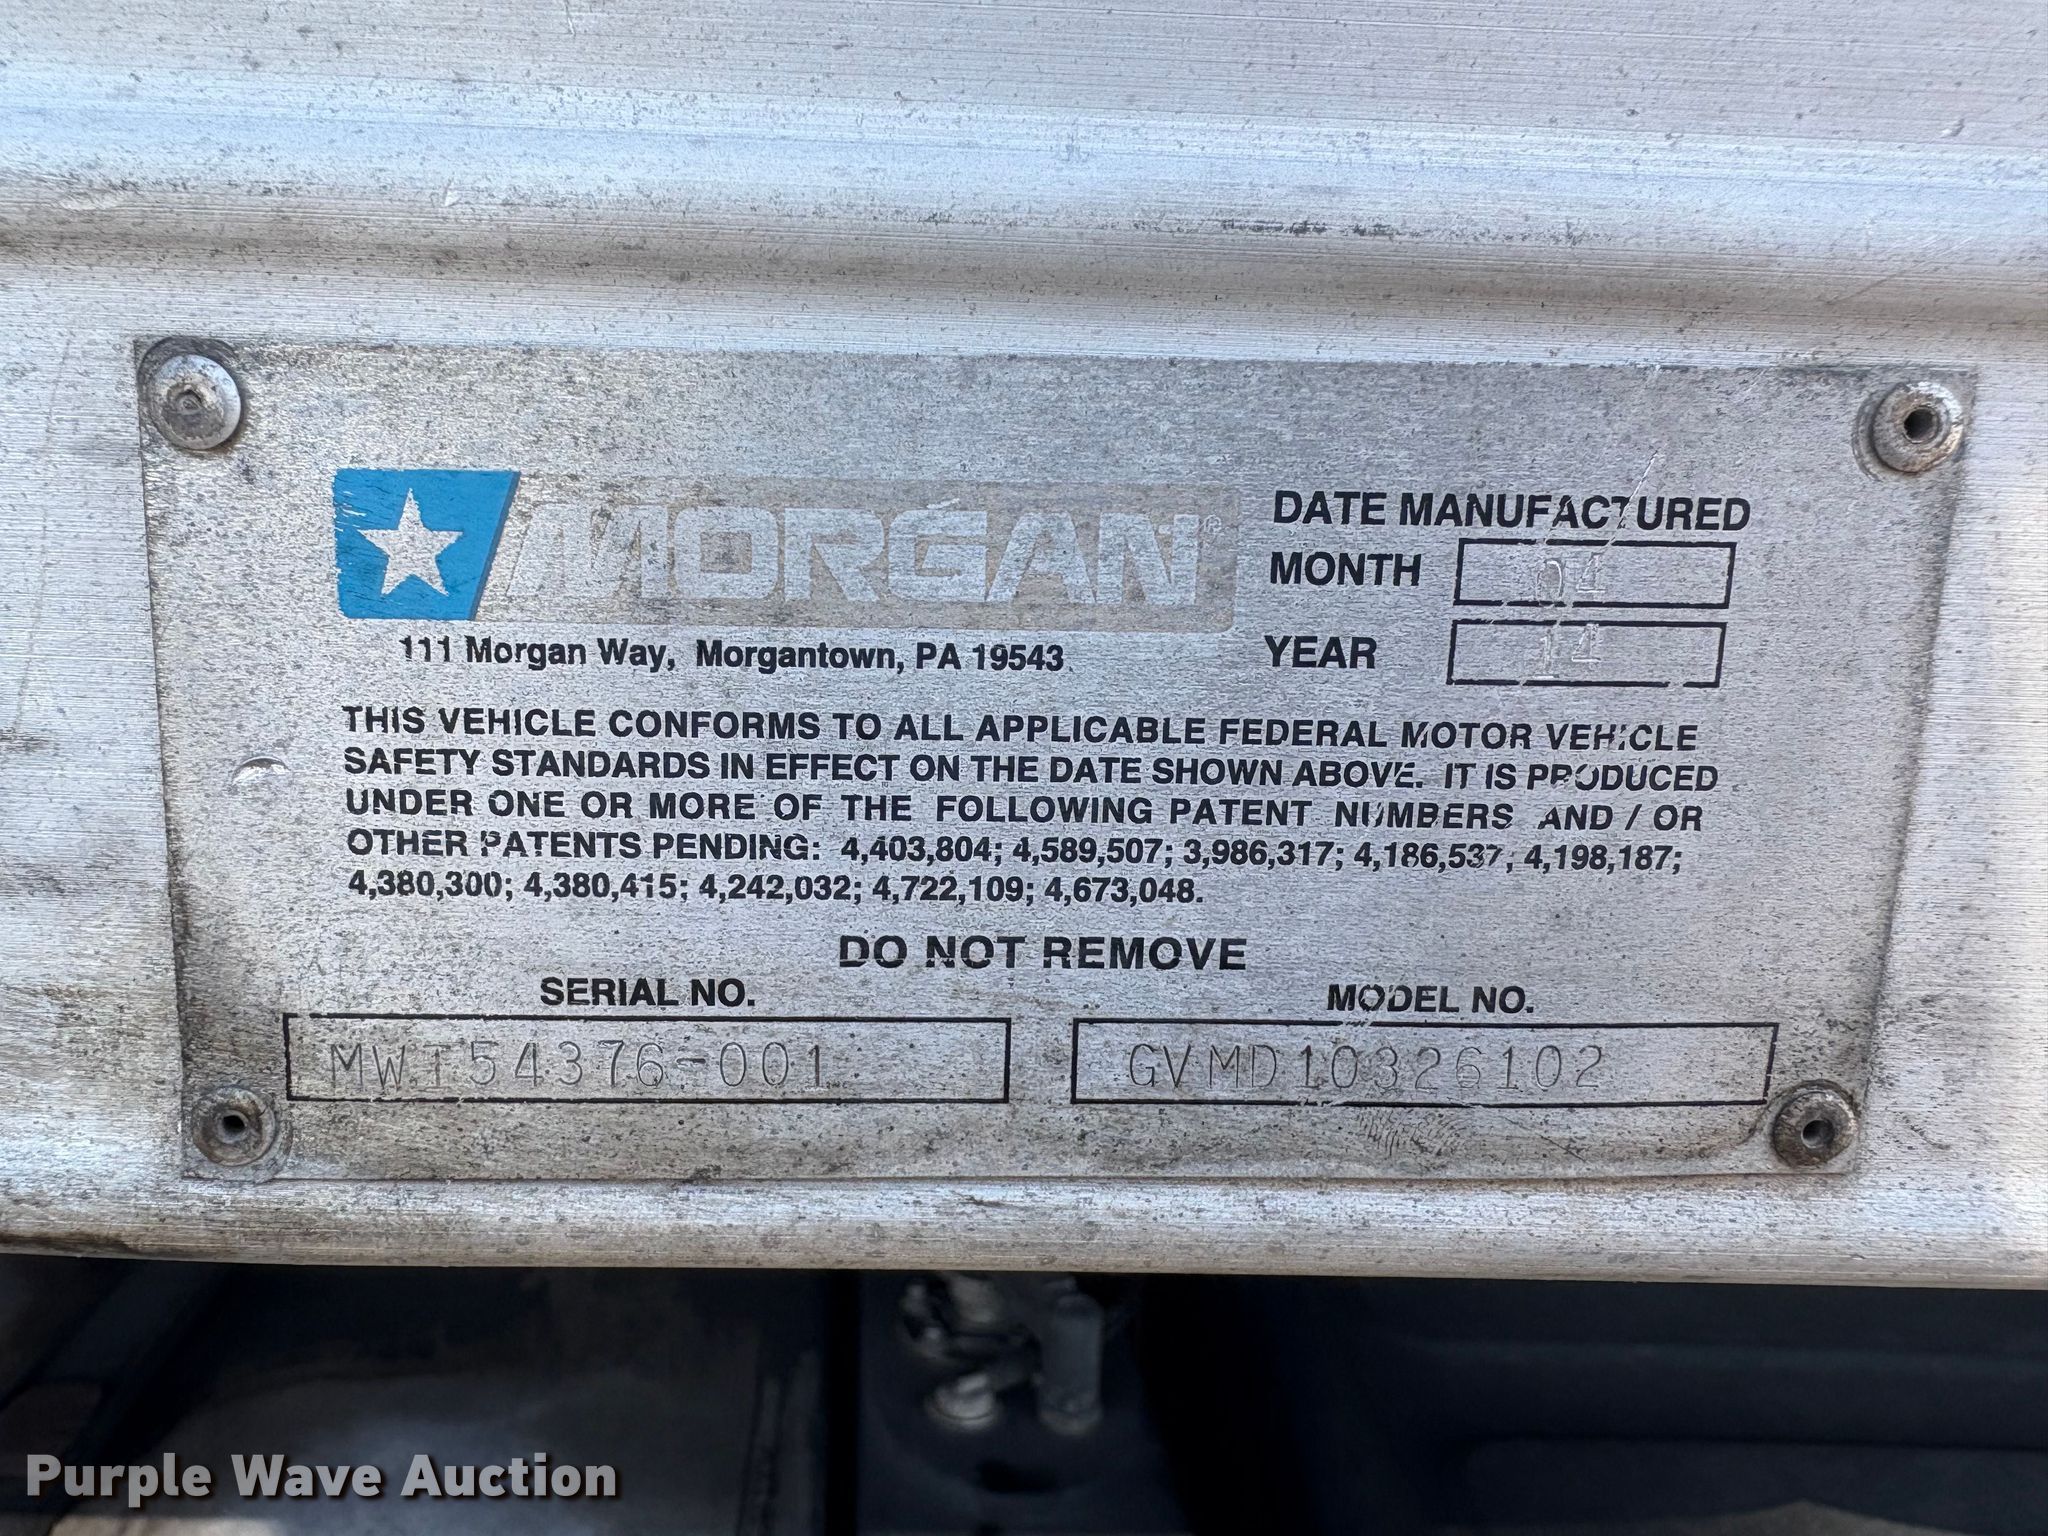 MORGAN®
111 Morgan Way, Morgantown, PA 19543
DATE MANUFACTURED
MONTH 04
YEAR 14
THIS VEHICLE CONFORMS TO ALL APPLICABLE FEDERAL MOTOR VEHICLE
SAFETY STANDARDS IN EFFECT ON THE DATE SHOWN ABOVE. IT IS PRODUCED
UNDER ONE OR MORE OF THE FOLLOWING PATENT NUMBERS AND / OR
OTHER PATENTS PENDING: 4,403,804; 4,589,507; 3,986,317; 4,186,537; 4,198,187;
4,380,300; 4,380,415; 4,242,032; 4,722,109; 4,673,048.
DO NOT REMOVE
SERIAL NO.
MWI54376-001
MODEL NO.
GVMD10326102
Purple Wave Auction